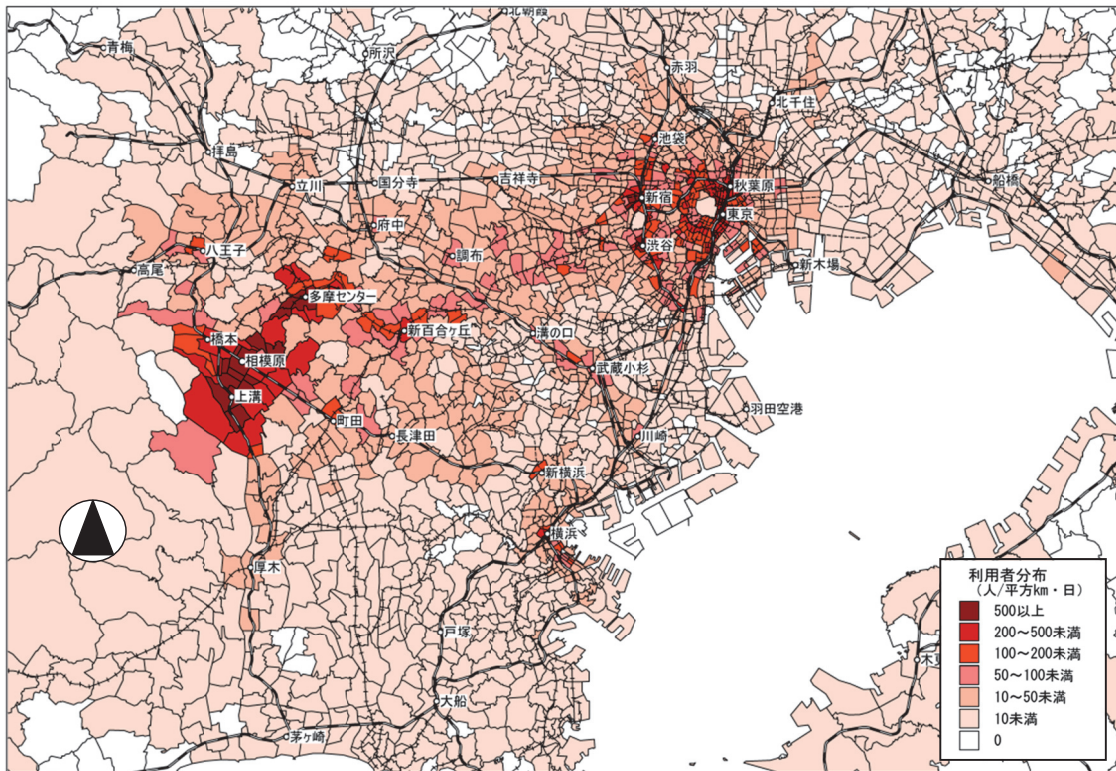 北朝霞
青梅
所沢
赤羽
北千住
池袋
拝島
立川
国分寺
吉祥寺
新宿
秋葉原
船橋
東京
府中
渋谷
八王子
調布
高尾
新木場
多摩センター
新百合ヶ丘
溝の口
橋本
相模原
武蔵小杉
上溝
羽田空港
町田
長津田
川崎
新横浜
横浜
厚木
戸塚
大船
茅ヶ崎
利用者分布
(人/平方km・日)
500以上
200~500未満
100~200未満
50~100未満
10~50未満
10未満
0